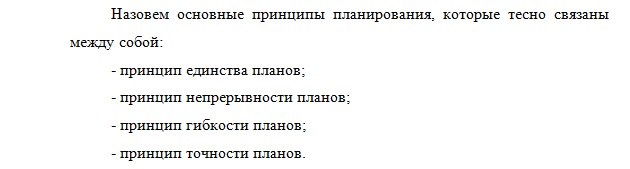 Назовем основные принципы планирования, которые тесно связаны
между собой:
- принцип единства планов;
- принцип непрерывности планов;
- принцип гибкости планов;
- принцип точности планов.